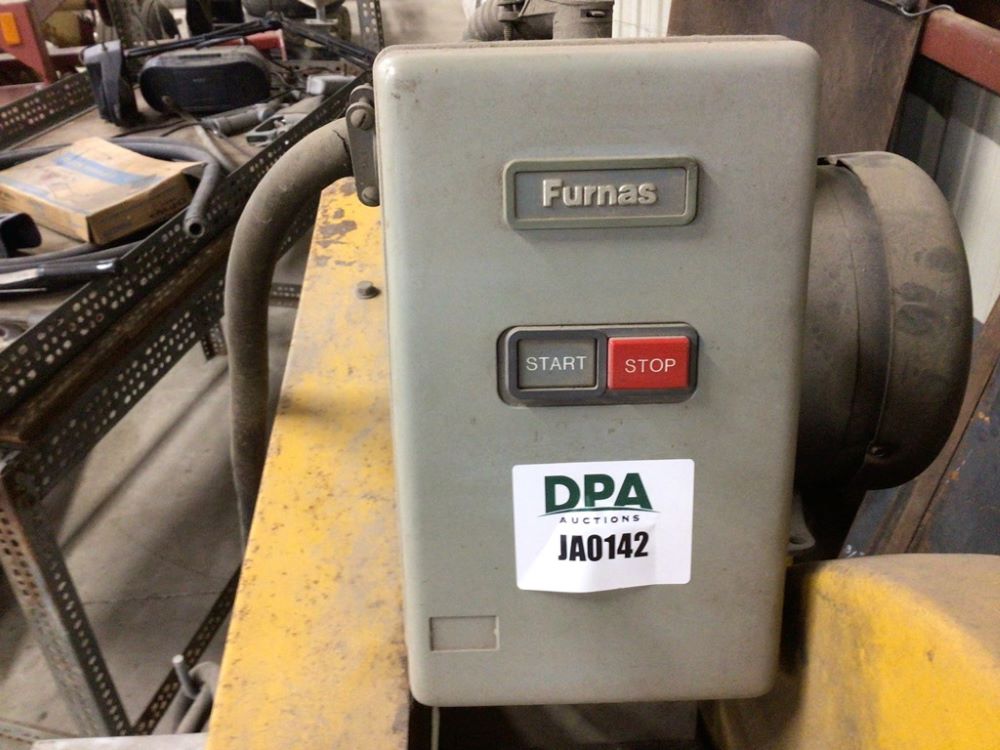 Furnas
START STOP
DPA
AUCTIONS
JA0142